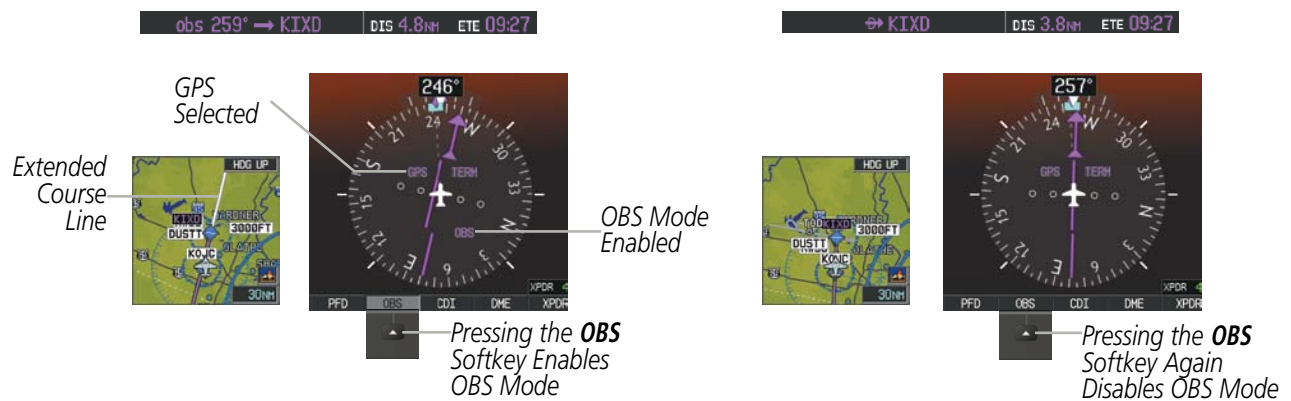 obs 259° → KIXD DIS 4.8NM ETE 09:27
KIXD DIS 3.8NM ETE 09:27
GPS
Selected
Extended
Course
Line
HDG UP
KIXD
DUSTT
3000FT
KOJC
30NM
246°
21
24
W
30
33
N
6
E
12
15
S
GPS TERM
OBS
XPDR
PFD OBS CDI DME XPDR
OBS Mode
Enabled
Pressing the OBS
Softkey Enables
OBS Mode
HDG UP
KIXD
3000FT
DUSTT
30NM
257°
21
24
W
30
33
N
6
E
12
15
S
GPS TERM
XPDR
PFD OBS CDI DME XPDR
Pressing the OBS
Softkey Again
Disables OBS Mode